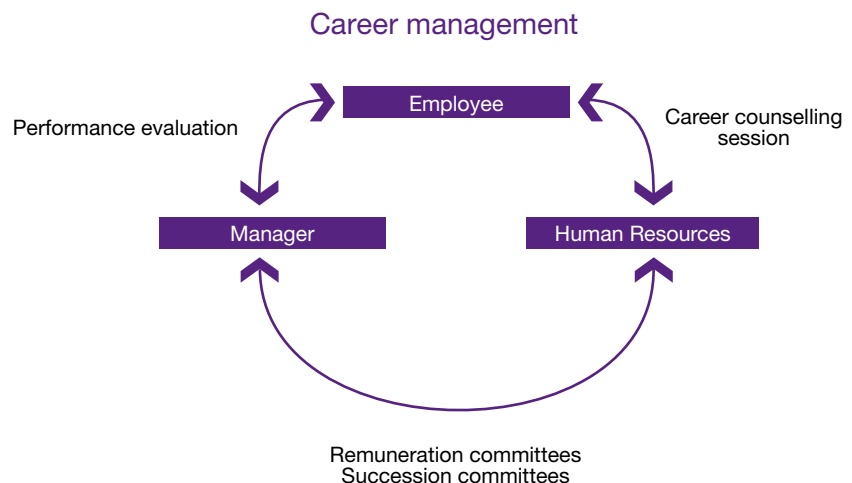 Career management
Employee
Performance evaluation
Career counselling
session
Manager
Human Resources
Remuneration committees
Succession committees